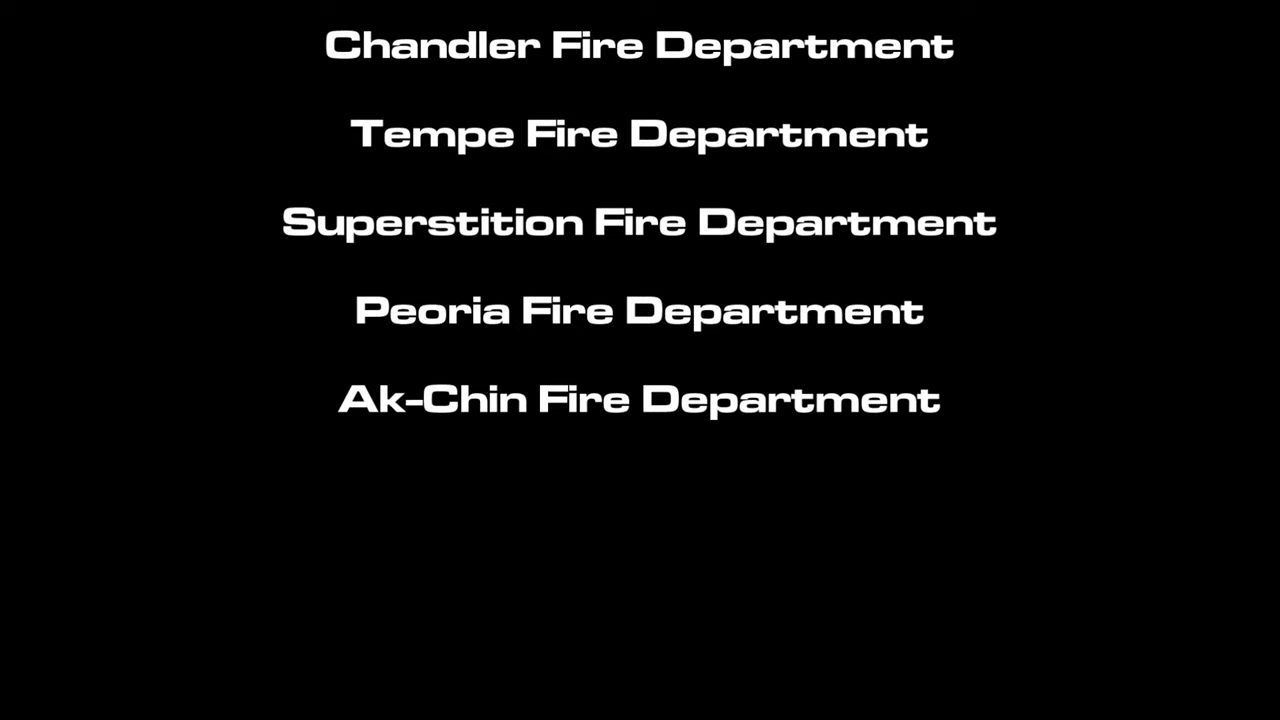 Chandler Fire Department
Tempe Fire Department
Superstition Fire Department
Peoria Fire Department
Ak-Chin Fire Department